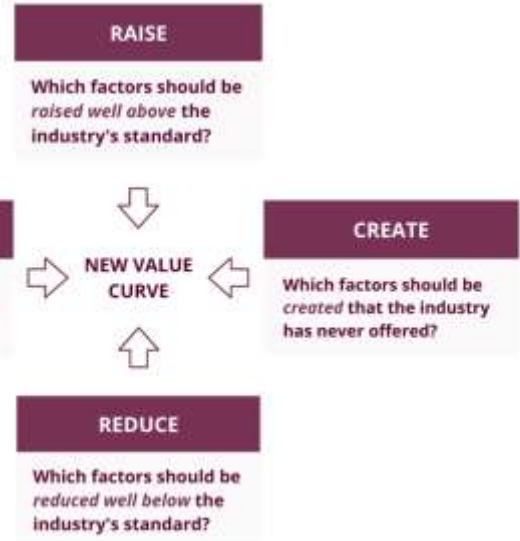 RAISE
Which factors should be
raised well above the
industry's standard?
NEW VALUE
CURVE
CREATE
Which factors should be
created that the industry
has never offered?
REDUCE
Which factors should be
reduced well below the
industry's standard?